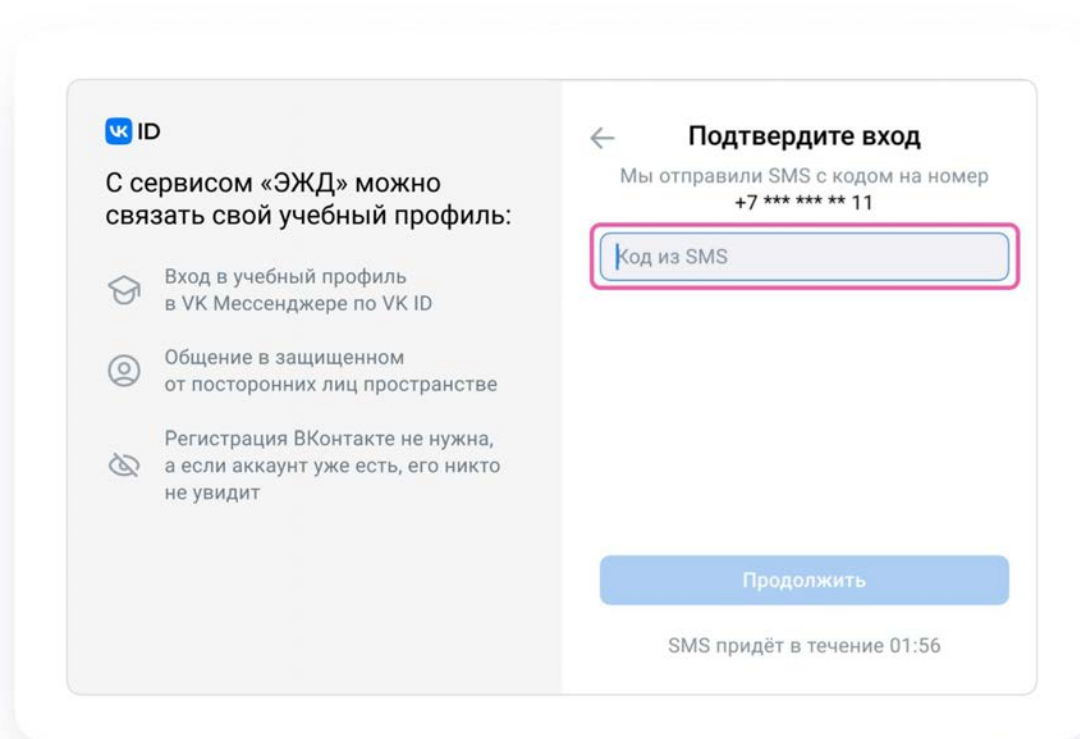 VK ID
С сервисом «ЭЖД» можно
связать свой учебный профиль:
Вход в учебный профиль
в VK Мессенджере по VK ID
Общение в защищенном
от посторонних лиц пространстве
Регистрация ВКонтакте не нужна,
а если аккаунт уже есть, его никто
не увидит
Подтвердите вход
Мы отправили SMS с кодом на номер
+7 *** *** ** 11
Код из SMS
Продолжить
SMS придёт в течение 01:56